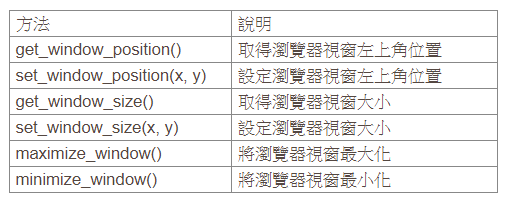 方法 說明
get_window_position() 取得瀏覽器視窗左上角位置
set_window_position(x, y) 設定瀏覽器視窗左上角位置
get_window_size() 取得瀏覽器視窗大小
set_window_size(x, y) 設定瀏覽器視窗大小
maximize_window() 將瀏覽器視窗最大化
minimize_window() 將瀏覽器視窗最小化